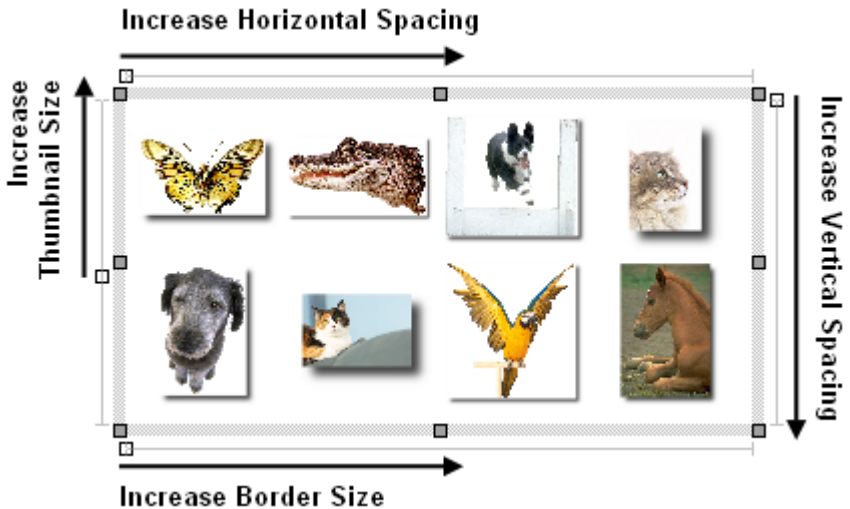 Increase Horizontal Spacing
Increase
Thumbnail Size
Increase Vertical Spacing
Increase Border Size